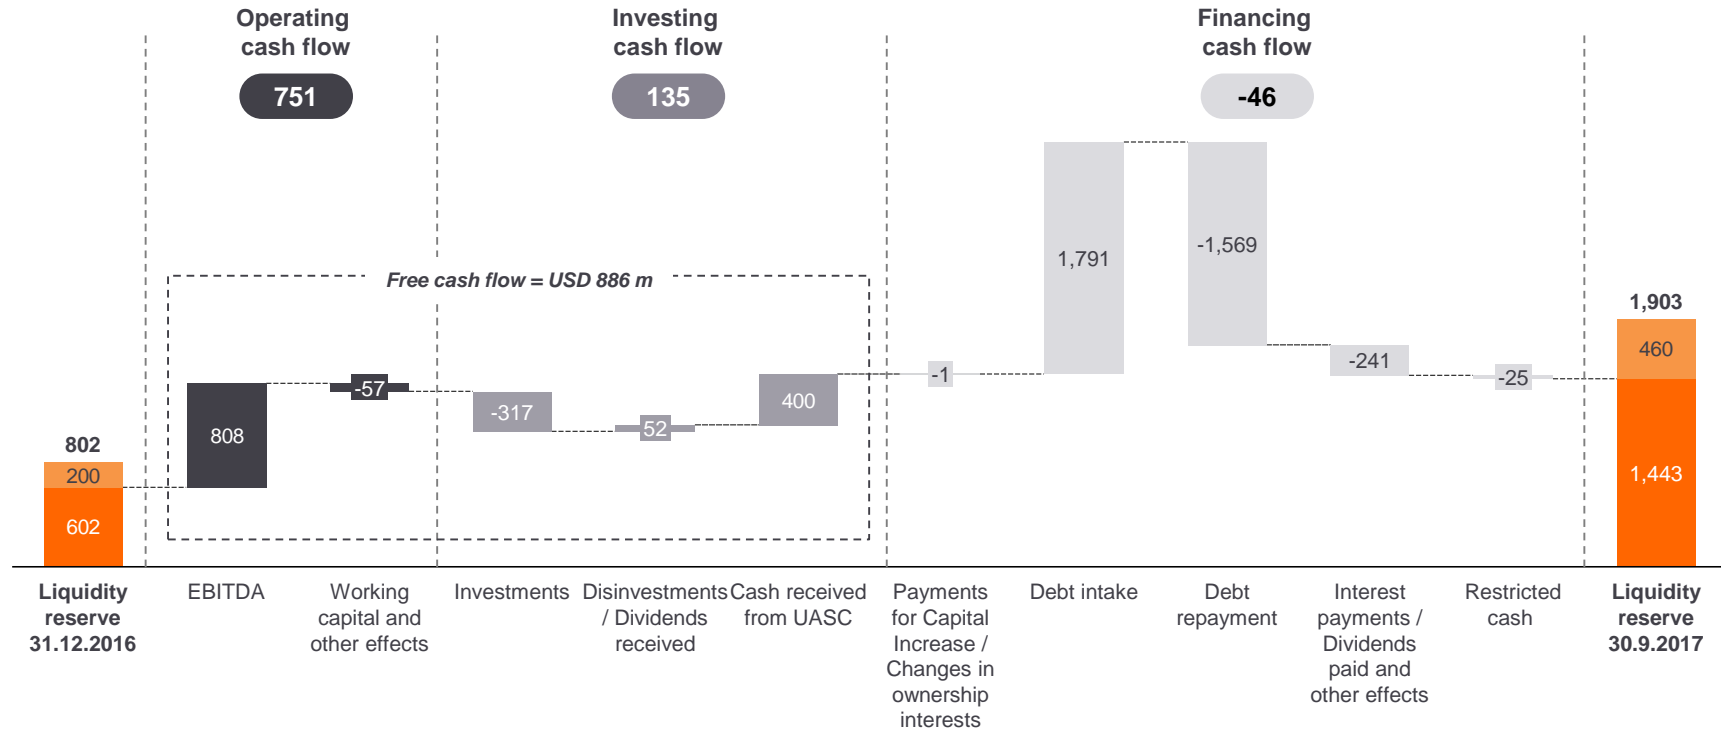 Operating
cash flow
751
Investing
cash flow
135
Financing
cash flow
-46
Free cash flow = USD 886 m
802
200
602
808
-57
-317
52
400
-1
1,791
-1,569
-241
-25
1,903
460
1,443
Liquidity
reserve
31.12.2016
EBITDA
Working
capital and
other effects
Investments
Disinvestments
/ Dividends
received
Cash received
from UASC
Payments
for Capital
Increase /
Changes in
ownership
interests
Debt intake
Debt
repayment
Interest
payments /
Dividends
paid and
other effects
Restricted
cash
Liquidity
reserve
30.9.2017